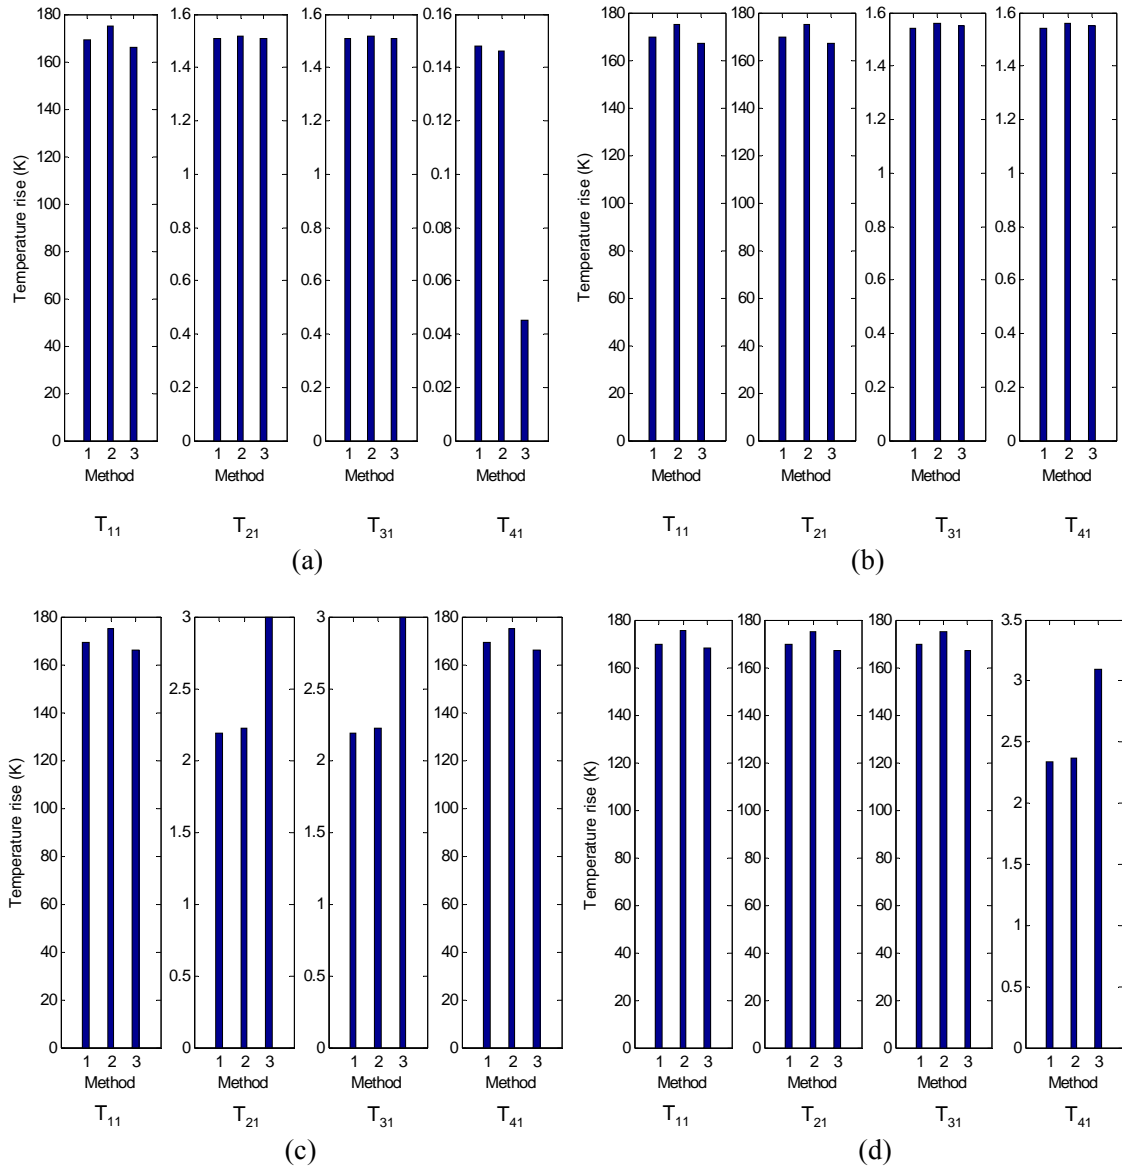 180
160
140
120
100
80
60
40
20
0
Temperature rise (K)
1 2 3
Method
T11
1.6
1.4
1.2
1
0.8
0.6
0.4
0.2
0
1 2 3
Method
T21
1.6
1.4
1.2
1
0.8
0.6
0.4
0.2
0
1 2 3
Method
T31
0.16
0.14
0.12
0.1
0.08
0.06
0.04
0.02
0
1 2 3
Method
T41
(a)
180
160
140
120
100
80
60
40
20
0
Temperature rise (K)
1 2 3
Method
T11
180
160
140
120
100
80
60
40
20
0
1 2 3
Method
T21
1.6
1.4
1.2
1
0.8
0.6
0.4
0.2
0
1 2 3
Method
T31
1.6
1.4
1.2
1
0.8
0.6
0.4
0.2
0
1 2 3
Method
T41
(b)
180
160
140
120
100
80
60
40
20
0
Temperature rise (K)
1 2 3
Method
T11
3
2.5
2
1.5
1
0.5
0
1 2 3
Method
T21
3
2.5
2
1.5
1
0.5
0
1 2 3
Method
T31
180
160
140
120
100
80
60
40
20
0
1 2 3
Method
T41
(c)
180
160
140
120
100
80
60
40
20
0
Temperature rise (K)
1 2 3
Method
T11
180
160
140
120
100
80
60
40
20
0
1 2 3
Method
T21
180
160
140
120
100
80
60
40
20
0
1 2 3
Method
T31
3.5
3
2.5
2
1.5
1
0.5
0
1 2 3
Method
T41
(d)